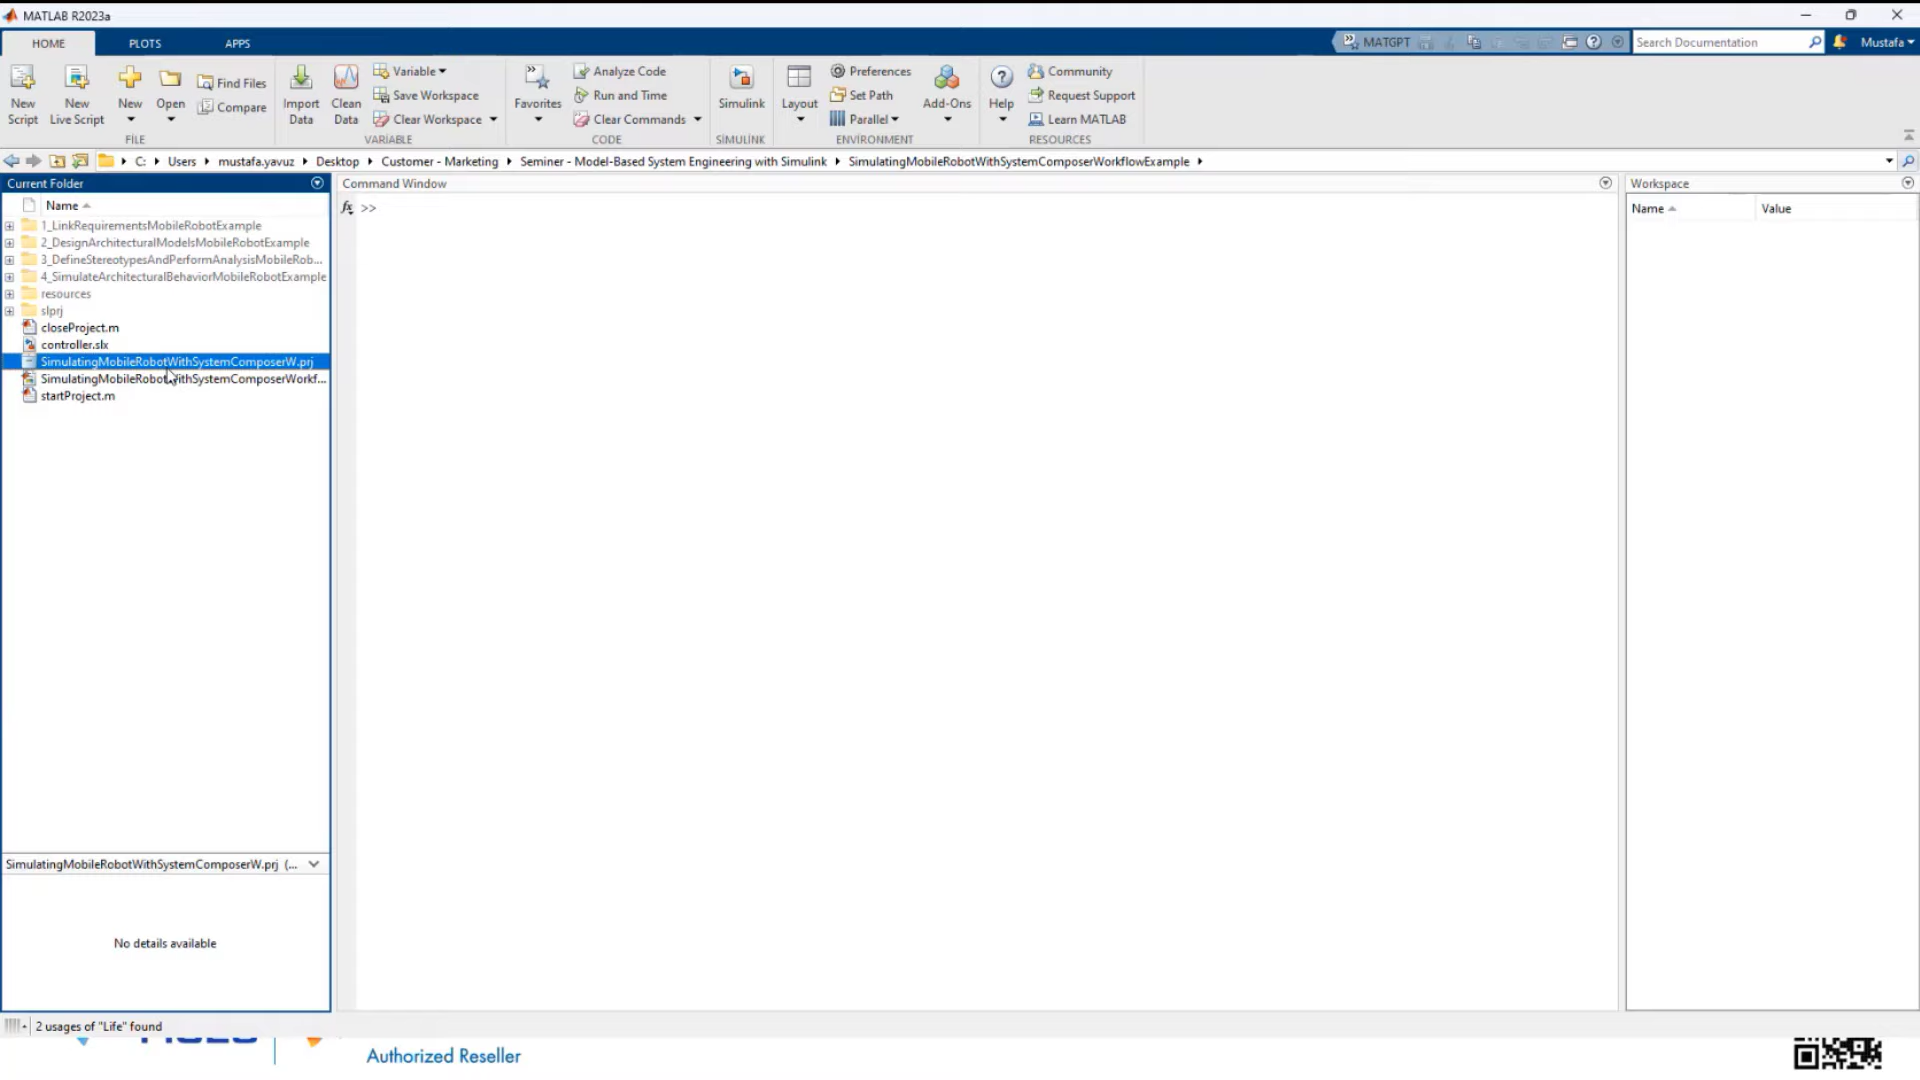 MATLAB R2023a
HOME PLOTS APPS
MATGPT
Search Documentation
Mustafa
New Script
New Live Script
New
Open
Find Files
Compare
FILE
Import Data
Clean Data
Variable
Save Workspace
Clear Workspace
VARIABLE
Favorites
Analyze Code
Run and Time
Clear Commands
CODE
Simulink
SIMULINK
Layout
Preferences
Set Path
Parallel
Add-Ons
ENVIRONMENT
Help
Community
Request Support
Learn MATLAB
RESOURCES
C: Users mustafa.yavuz Desktop Customer - Marketing Seminer - Model-Based System Engineering with Simulink SimulatingMobileRobotWithSystemComposerWorkflowExample
Current Folder
Name
1_LinkRequirementsMobileRobotExample
2_DesignArchitecturalModelsMobileRobotExample
3_DefineStereotypesAndPerformAnalysisMobileRob...
4_SimulateArchitecturalBehaviorMobileRobotExample
resources
slprj
closeProject.m
controller.slx
SimulatingMobileRobotWithSystemComposerW.prj
SimulatingMobileRobotWithSystemComposerWorkf...
startProject.m
SimulatingMobileRobotWithSystemComposerW.prj (...
No details available
Command Window
fx >>
Workspace
Name Value
2 usages of "Life" found
Authorized Reseller